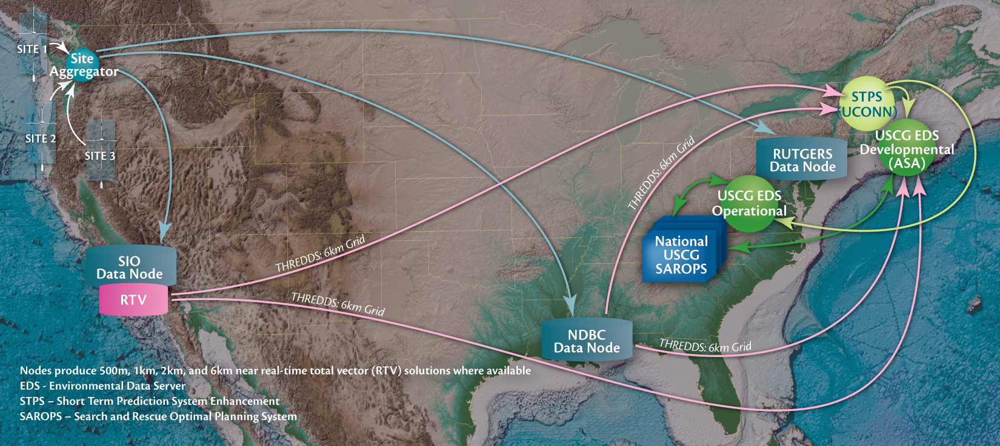 SITE 1
Site
Aggregator
SITE 2
SITE 3
STPS
(UCONN)
USCG EDS
Developmental
(ASA)
RUTGERS
Data Node
THREDDS: 6km Grid
USCG EDS
Operational
National
USCG
SAROPS
THREDDS: 6km Grid
SIO
Data Node
RTV
THREDDS: 6km Grid
NDBC
Data Node
THREDDS: 6km Grid
Nodes produce 500m, 1km, 2km, and 6km near real-time total vector (RTV) solutions where available
EDS - Environmental Data Server
STPS – Short Term Prediction System Enhancement
SAROPS – Search and Rescue Optimal Planning System